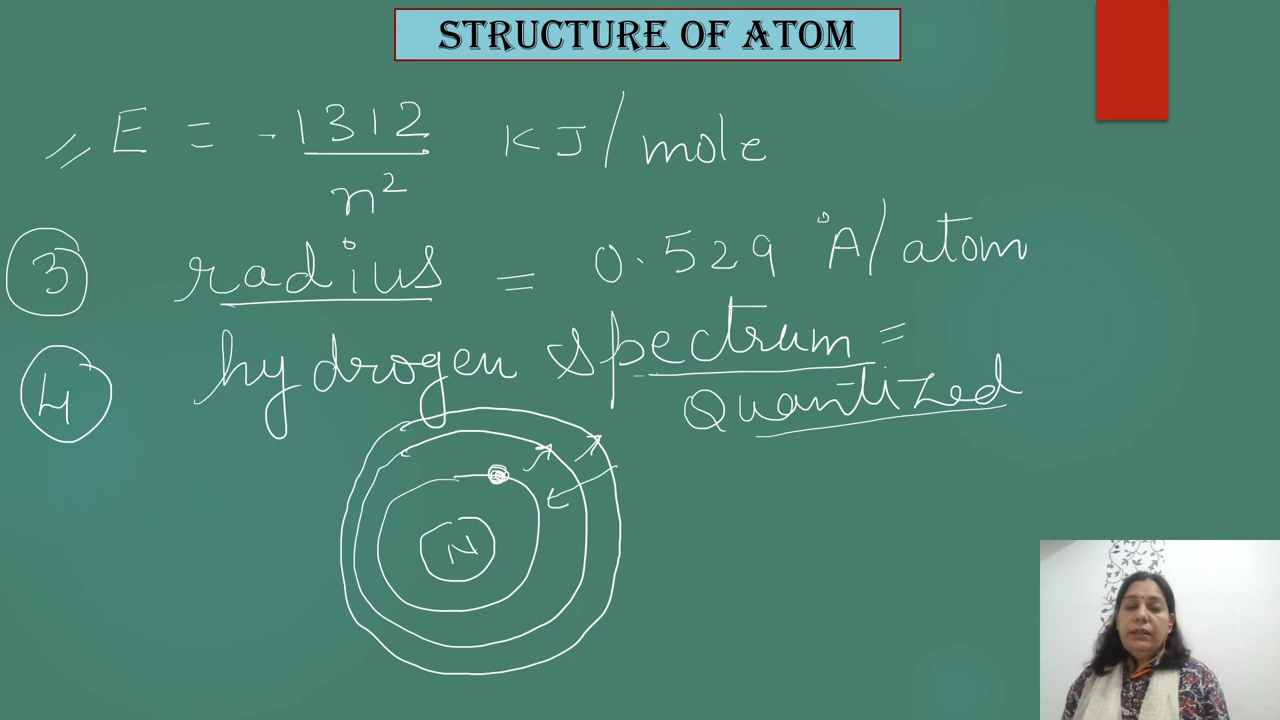 STRUCTURE OF ATOM
E = -1312/n² KJ/mole
③ radius = 0.529 °A/atom
④ hydrogen spectrum =
Quantized
N